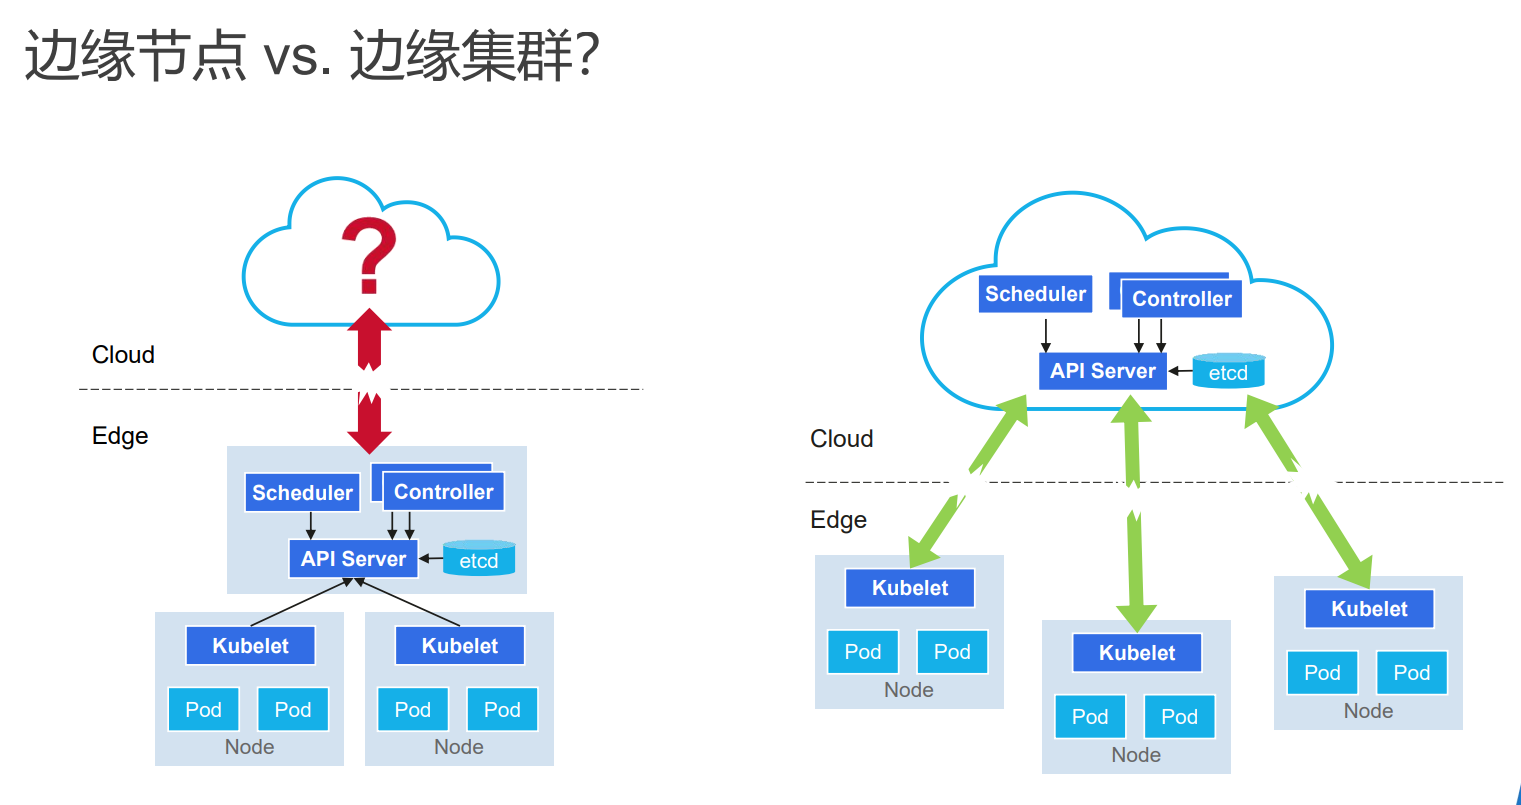 边缘节点 vs. 边缘集群?
?
Cloud
Edge
Scheduler
Controller
API Server
etcd
Kubelet
Kubelet
Pod
Pod
Pod
Pod
Node
Node
Scheduler
Controller
API Server
etcd
Cloud
Edge
Kubelet
Pod
Pod
Node
Kubelet
Pod
Pod
Node
Kubelet
Pod
Pod
Node